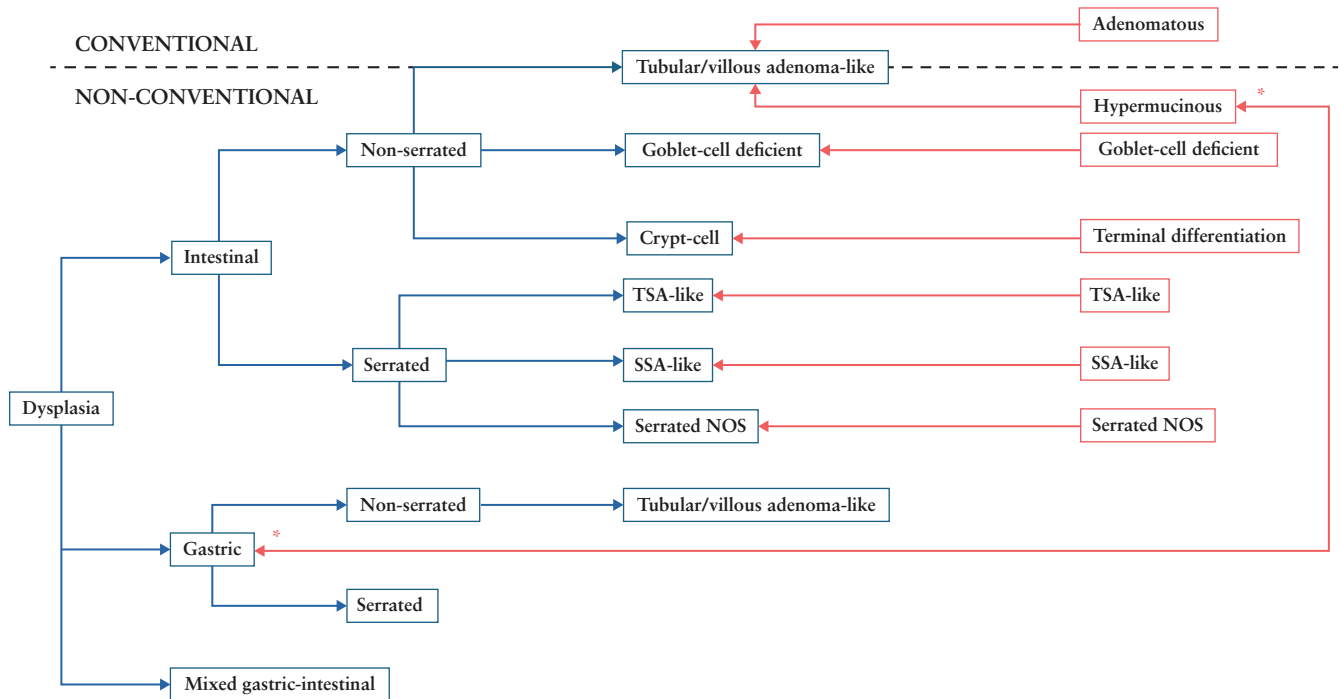 Adenomatous
CONVENTIONAL
Tubular/villous adenoma-like
NON-CONVENTIONAL
Hypermucinous
*
Non-serrated
Goblet-cell deficient
Goblet-cell deficient
Crypt-cell
Terminal differentiation
Intestinal
TSA-like
TSA-like
Serrated
SSA-like
SSA-like
Dysplasia
Serrated NOS
Serrated NOS
Non-serrated
Tubular/villous adenoma-like
Gastric
*
Serrated
Mixed gastric-intestinal